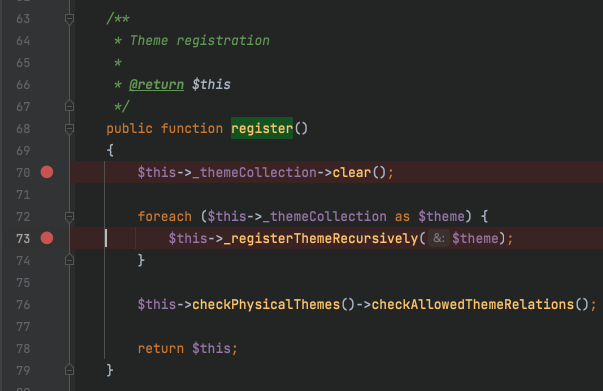 63 /**
64 * Theme registration
65 *
66 * @return $this
67 */
68 public function register()
69 {
70 $this->_themeCollection->clear();
71
72 foreach ($this->_themeCollection as $theme) {
73 $this->_registerThemeRecursively( &: $theme);
74 }
75
76 $this->checkPhysicalThemes()->checkAllowedThemeRelations();
77
78 return $this;
79 }